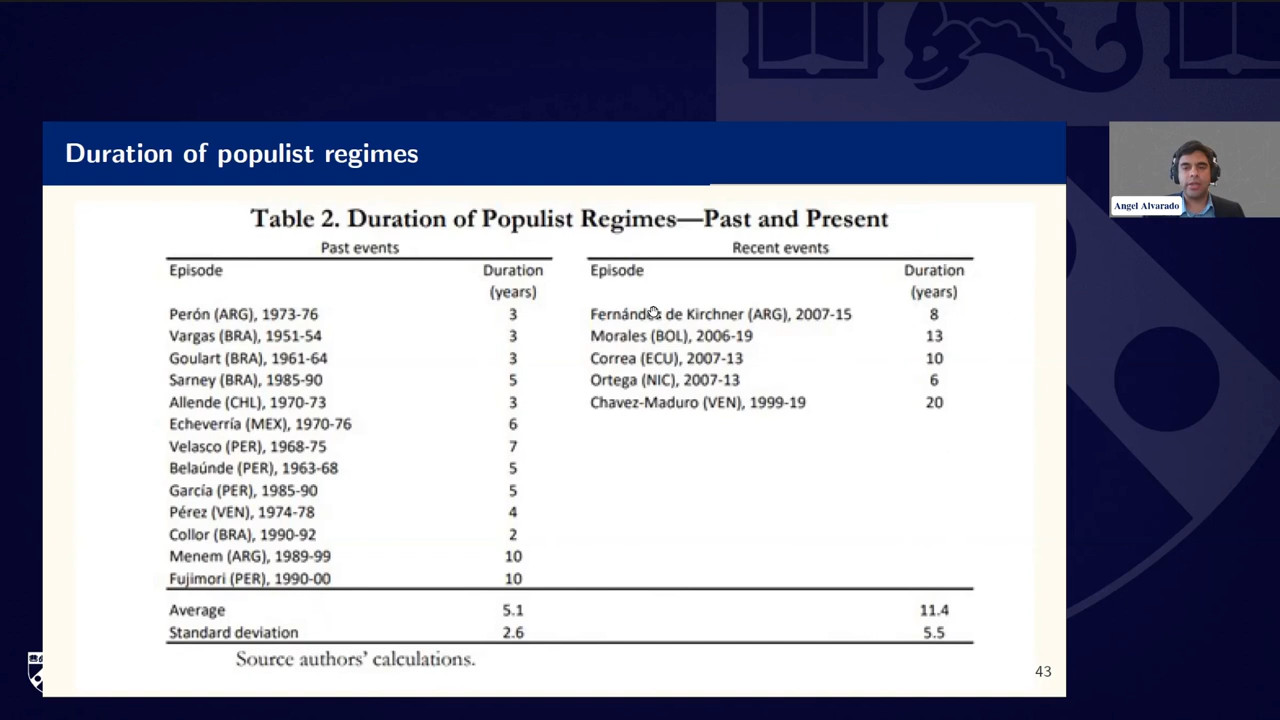 Duration of populist regimes
Angel Alvarado
Table 2. Duration of Populist Regimes—Past and Present
Past events Recent events
Episode Duration (years) Episode Duration (years)
Perón (ARG), 1973-76 3 Fernández de Kirchner (ARG), 2007-15 8
Vargas (BRA), 1951-54 3 Morales (BOL), 2006-19 13
Goulart (BRA), 1961-64 3 Correa (ECU), 2007-13 10
Sarney (BRA), 1985-90 5 Ortega (NIC), 2007-13 6
Allende (CHL), 1970-73 3 Chavez-Maduro (VEN), 1999-19 20
Echeverría (MEX), 1970-76 6
Velasco (PER), 1968-75 7
Belaúnde (PER), 1963-68 5
García (PER), 1985-90 5
Pérez (VEN), 1974-78 4
Collor (BRA), 1990-92 2
Menem (ARG), 1989-99 10
Fujimori (PER), 1990-00 10
Average 5.1 11.4
Standard deviation 2.6 5.5
Source authors' calculations.
43